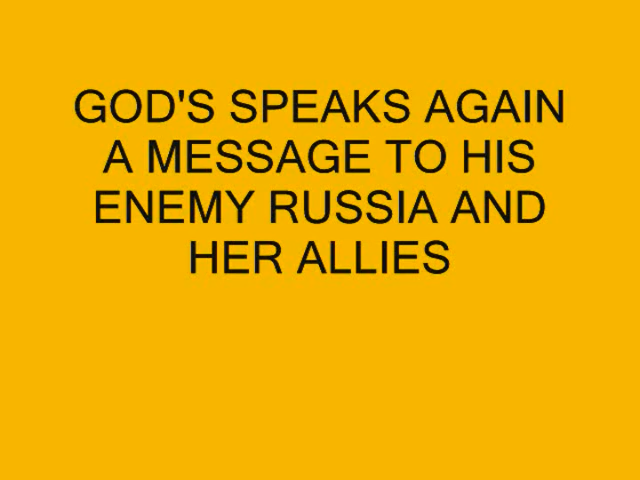 GOD'S SPEAKS AGAIN
A MESSAGE TO HIS
ENEMY RUSSIA AND
HER ALLIES